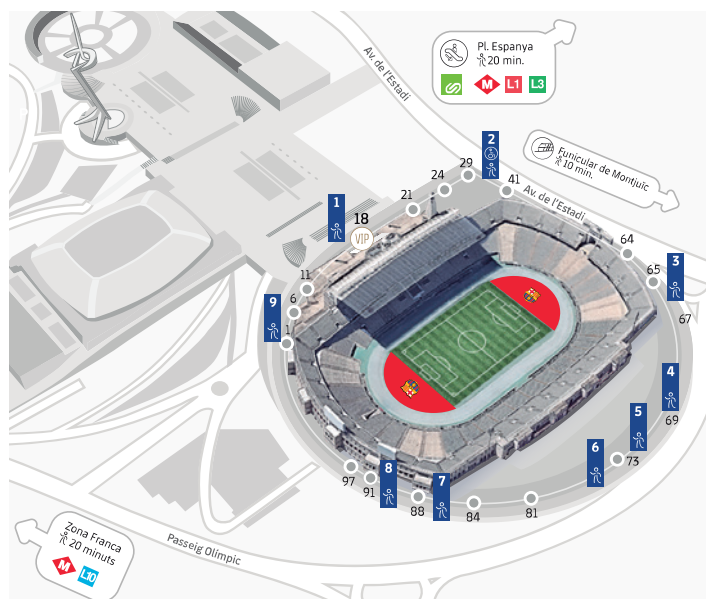 Pl. Espanya
20 min.
M L1 L3
Av. de l'Estadi
Funicular de Montjuïc
10 min.
Av. de l'Estadi
2
29
24
41
21
1
18
VIP
64
3
65
11
6
9
67
1
4
5
69
6
73
8
97
91
7
88
84
81
Passeig Olímpic
Zona Franca
20 minuts
M L10